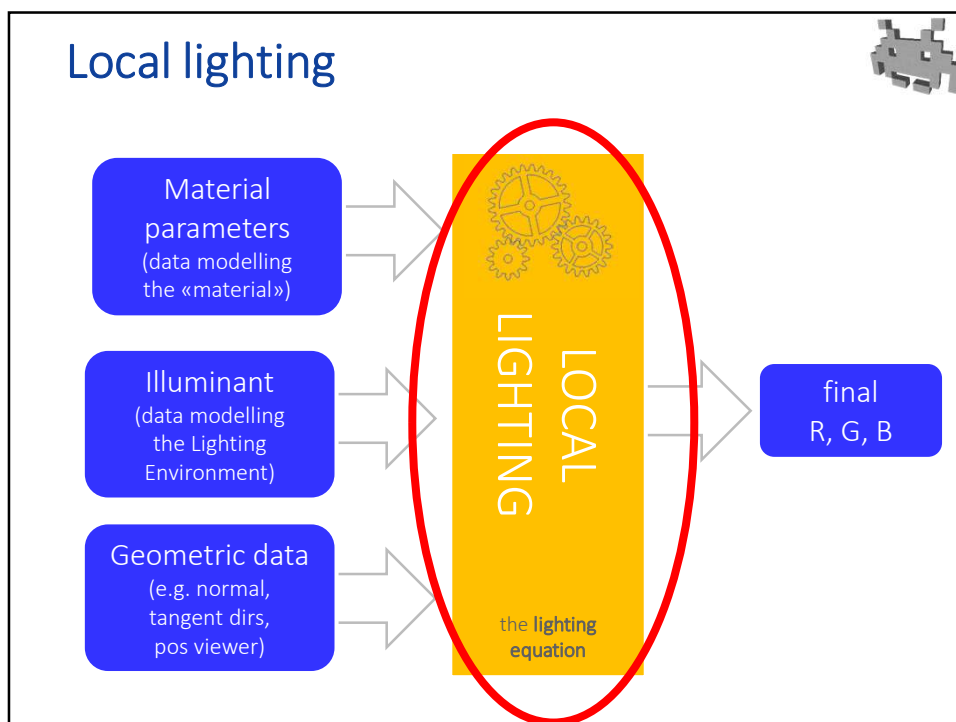 Local lighting
Material
parameters
(data modelling
the «material»)
Illuminant
(data modelling
the Lighting
Environment)
Geometric data
(e.g. normal,
tangent dirs,
pos viewer)
LOCAL
LIGHTING
the lighting
equation
final
R, G, B